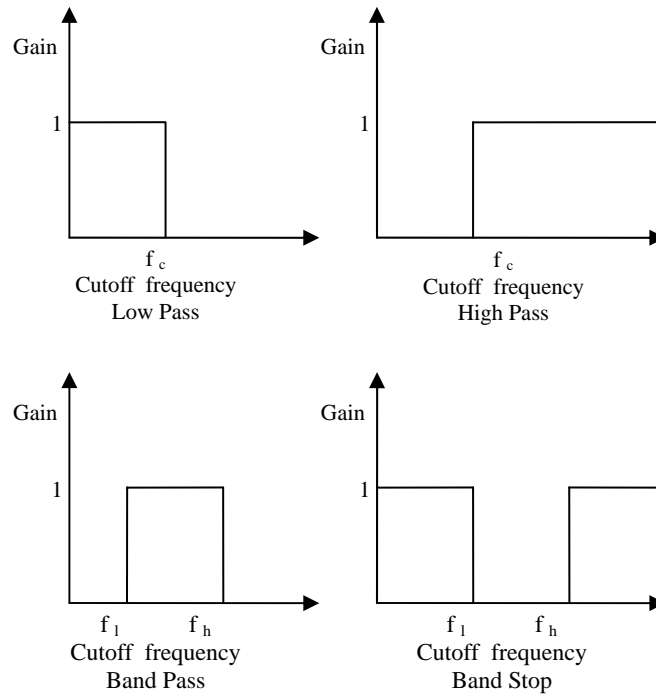 Gain
1
f c
Cutoff frequency
Low Pass
Gain
1
f c
Cutoff frequency
High Pass
Gain
1
f l f h
Cutoff frequency
Band Pass
Gain
1
f l f h
Cutoff frequency
Band Stop